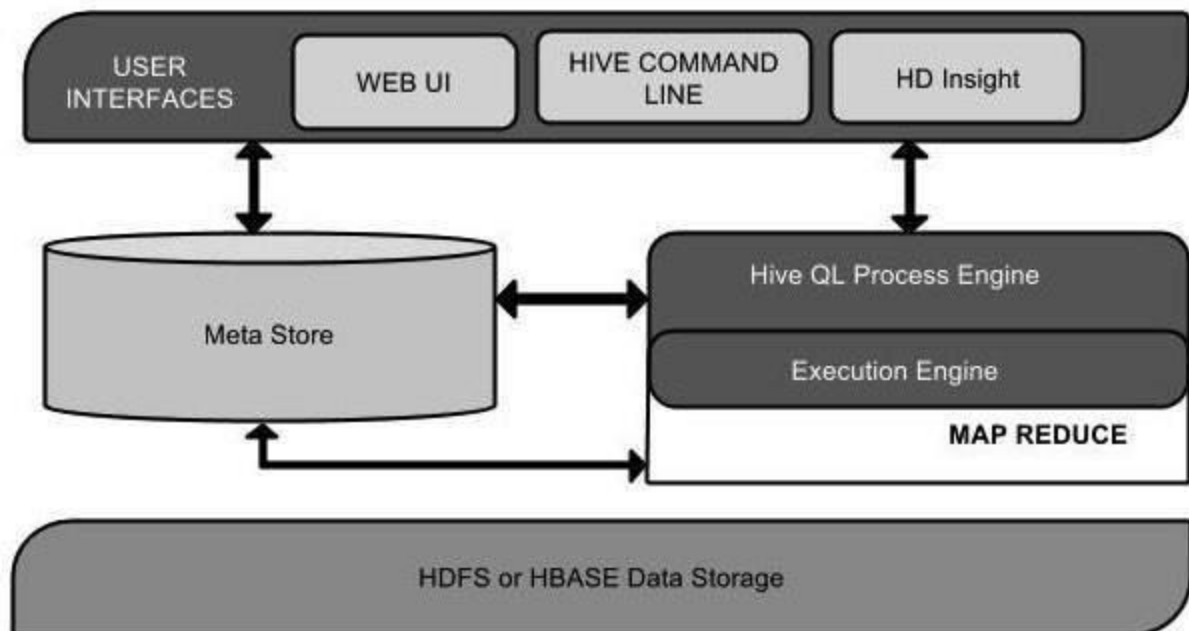 USER
INTERFACES
WEB UI
HIVE COMMAND
LINE
HD Insight
Meta Store
Hive QL Process Engine
Execution Engine
MAP REDUCE
HDFS or HBASE Data Storage